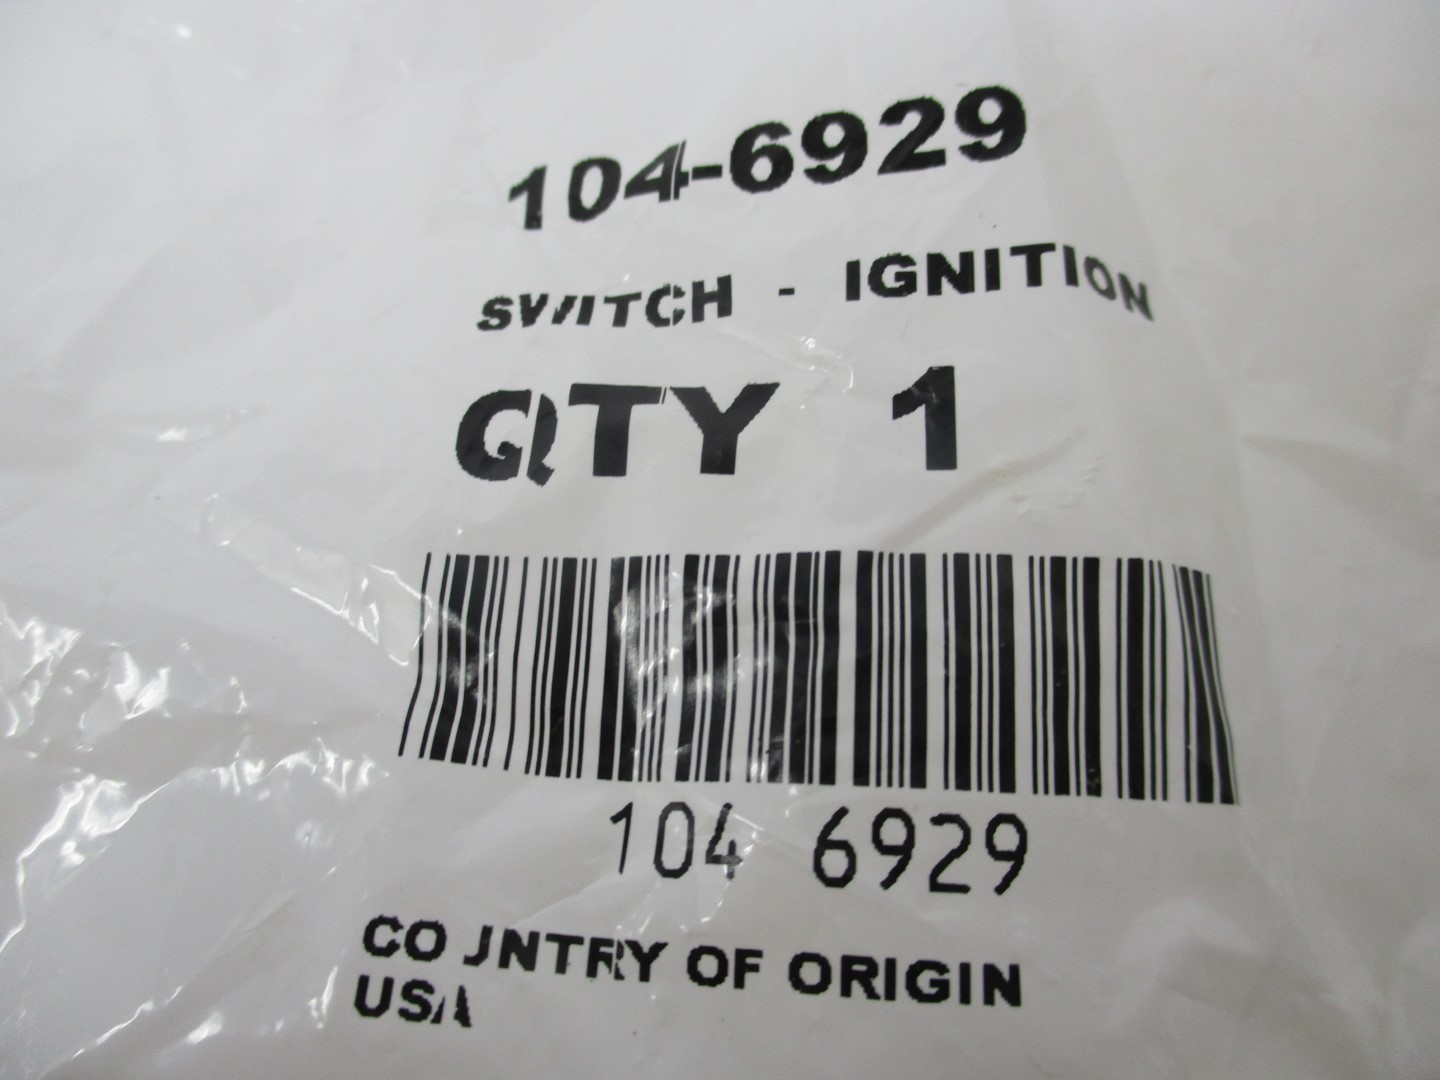 104-6929
SWITCH - IGNITION
QTY 1
104 6929
COUNTRY OF ORIGIN
USA